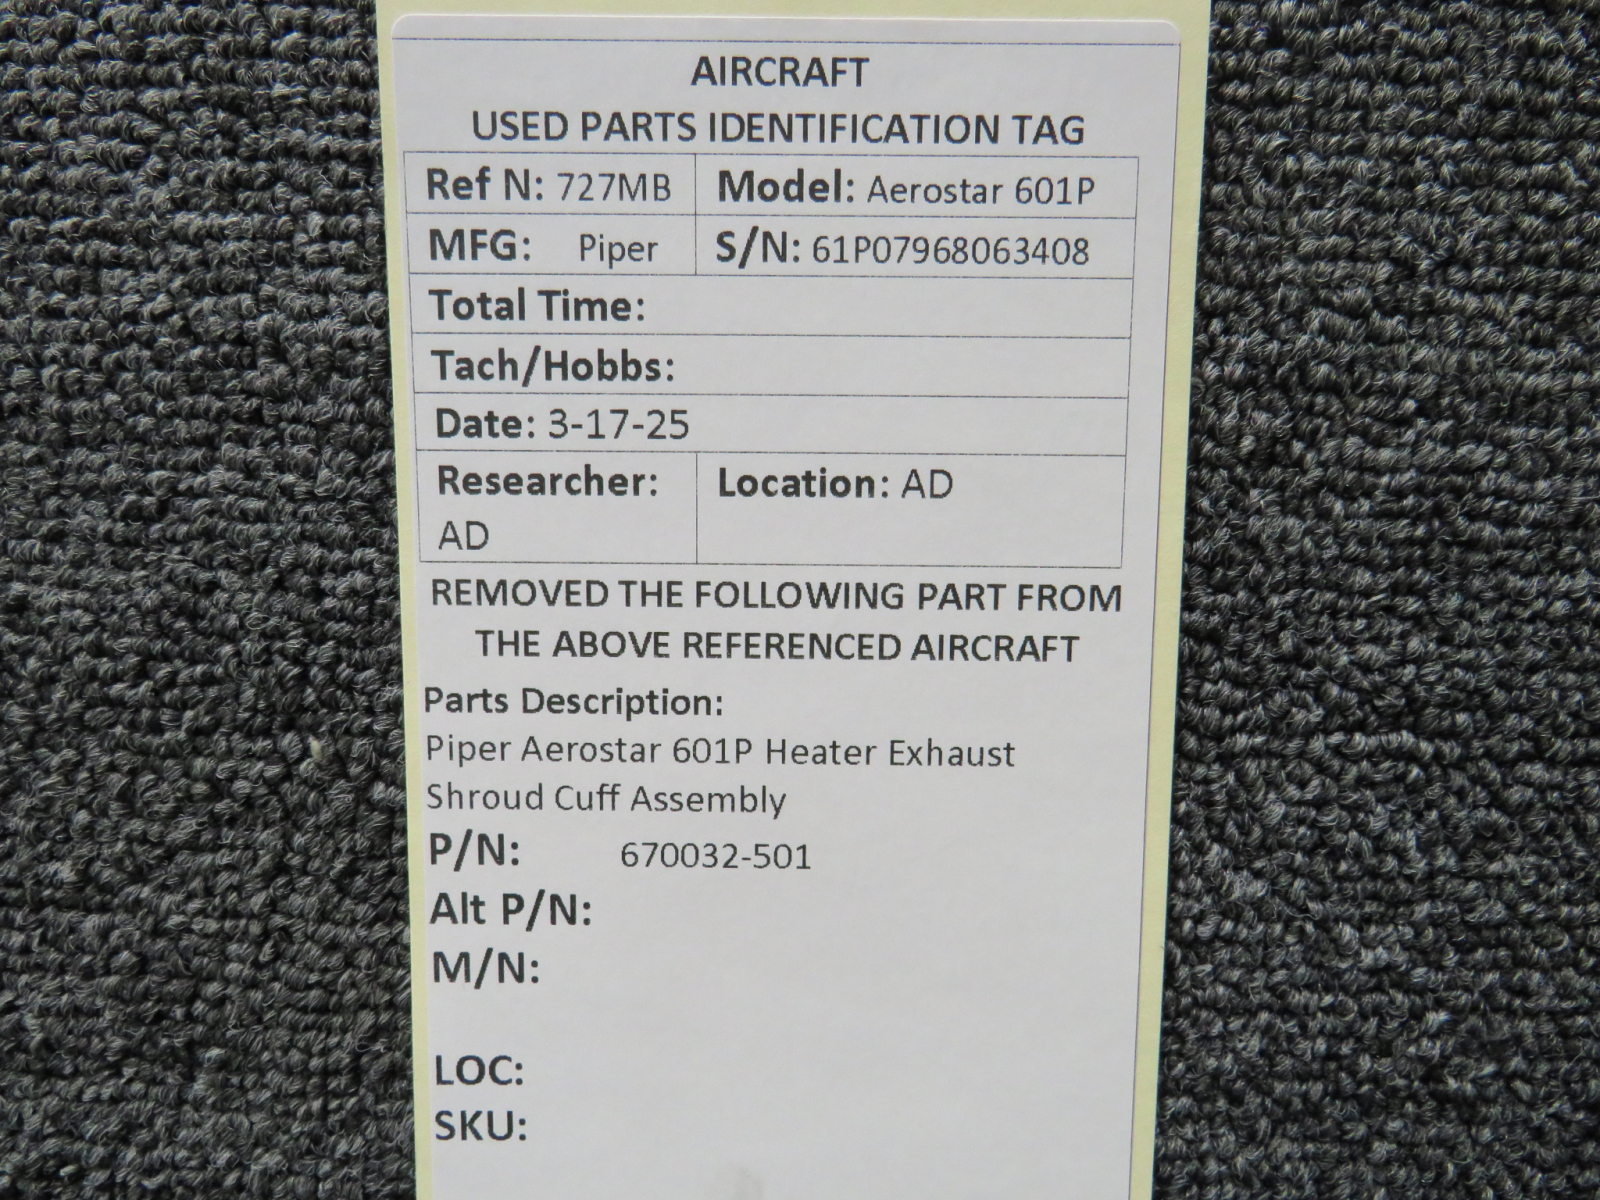 AIRCRAFT
USED PARTS IDENTIFICATION TAG
Ref N: 727MB Model: Aerostar 601P
MFG: Piper S/N: 61P07968063408
Total Time:
Tach/Hobbs:
Date: 3-17-25
Researcher: Location: AD
AD
REMOVED THE FOLLOWING PART FROM
THE ABOVE REFERENCED AIRCRAFT
Parts Description:
Piper Aerostar 601P Heater Exhaust
Shroud Cuff Assembly
P/N: 670032-501
Alt P/N:
M/N:
LOC:
SKU: